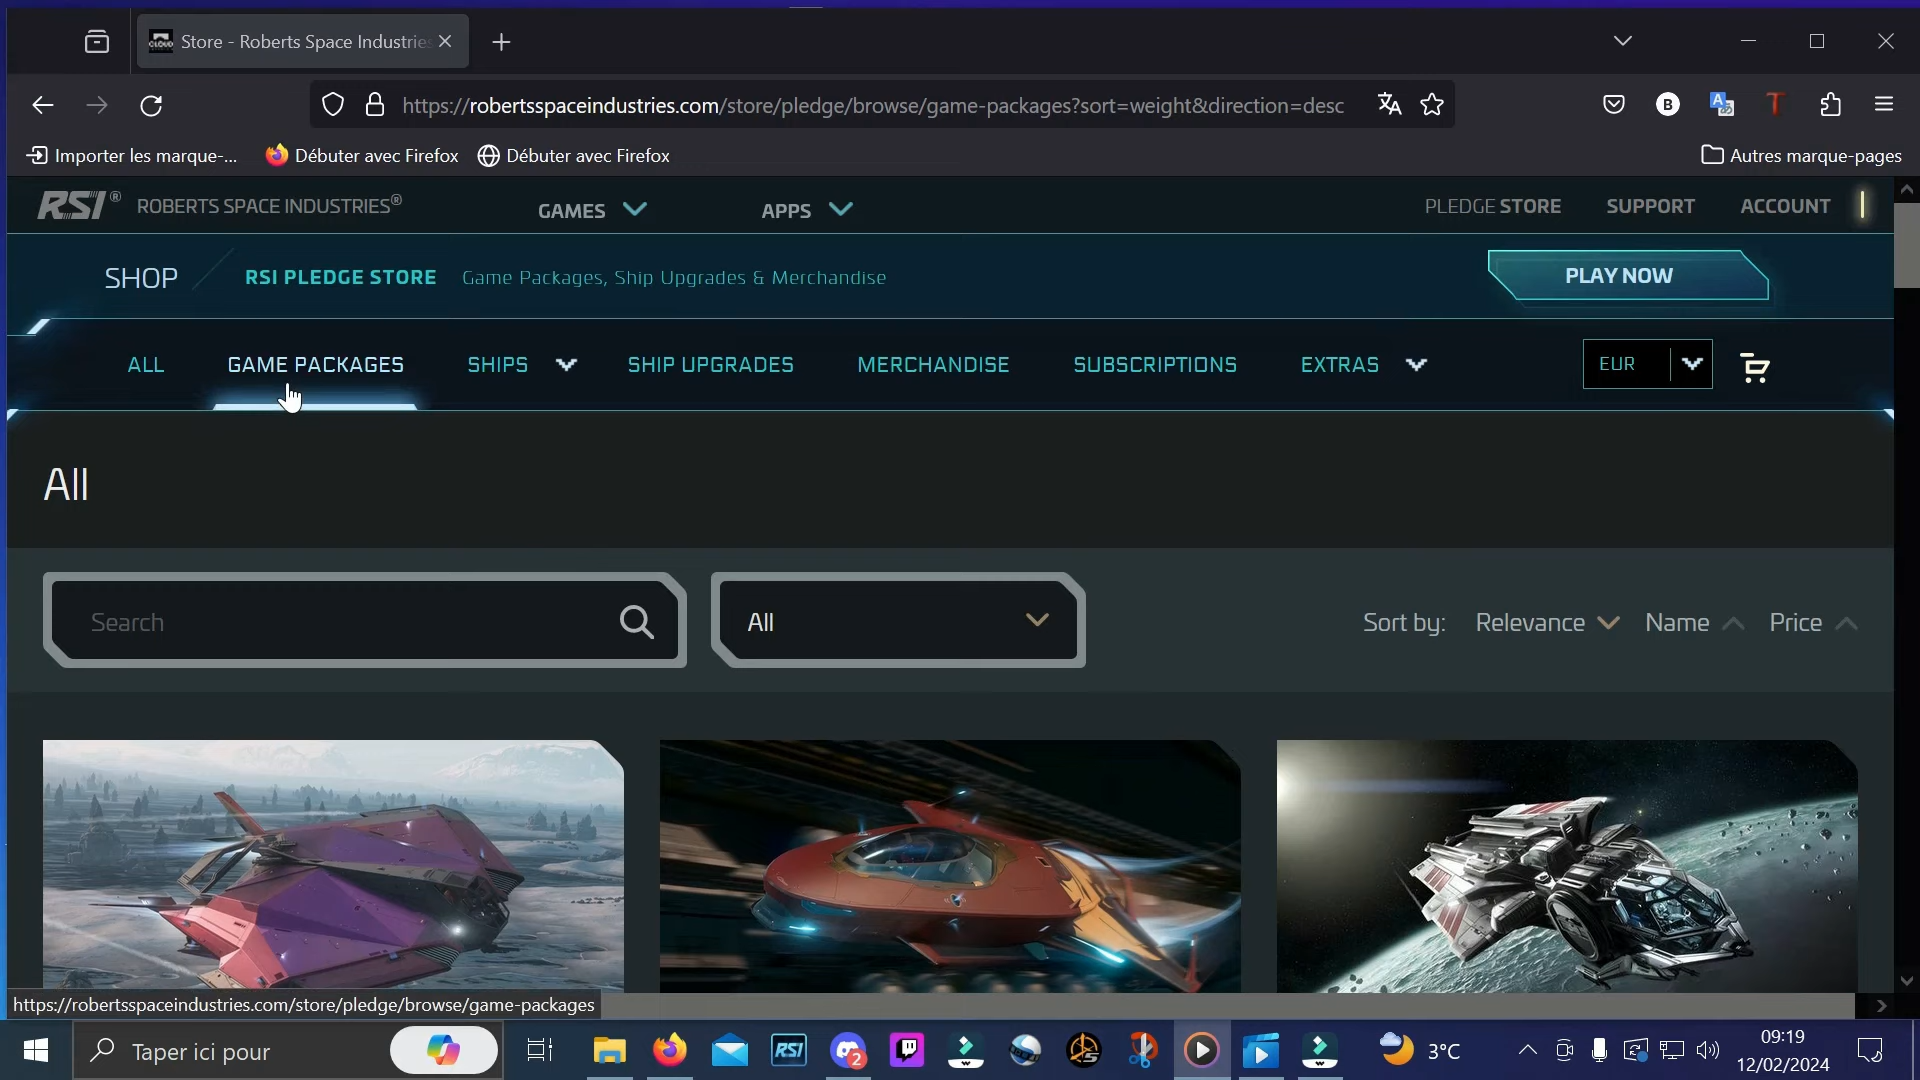 Store - Roberts Space Industries
https://robertsspaceindustries.com/store/pledge/browse/game-packages?sort=weight&direction=desc
B
Importer les marque-...
Débuter avec Firefox
Débuter avec Firefox
Autres marque-pages
RSI® ROBERTS SPACE INDUSTRIES®
GAMES
APPS
PLEDGE STORE
SUPPORT
ACCOUNT
SHOP
RSI PLEDGE STORE
Game Packages, Ship Upgrades & Merchandise
PLAY NOW
ALL
GAME PACKAGES
SHIPS
SHIP UPGRADES
MERCHANDISE
SUBSCRIPTIONS
EXTRAS
EUR
All
Search
All
Sort by:
Relevance
Name
Price
https://robertsspaceindustries.com/store/pledge/browse/game-packages
Taper ici pour
RSI
2
3°C
09:19
12/02/2024